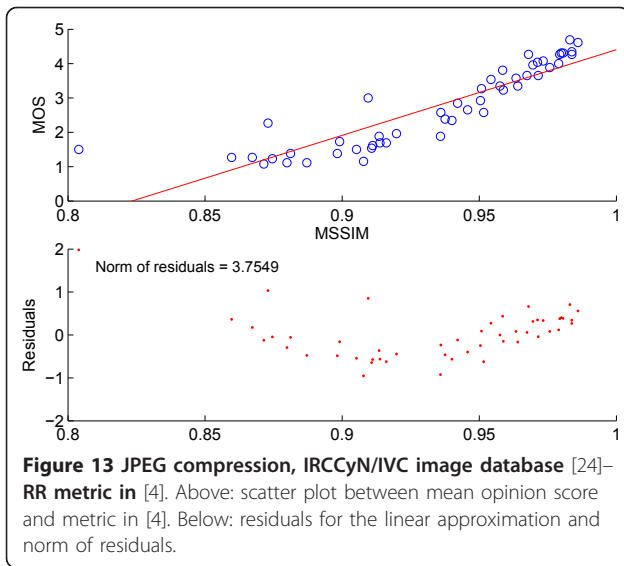 5
4
3
2
1
0
MOS
0.8 0.85 0.9 0.95 1
MSSIM
2
1
0
−1
−2
Residuals
Norm of residuals = 3.7549
0.8 0.85 0.9 0.95 1
Figure 13 JPEG compression, IRCCyN/IVC image database [24]–
RR metric in [4]. Above: scatter plot between mean opinion score
and metric in [4]. Below: residuals for the linear approximation and
norm of residuals.